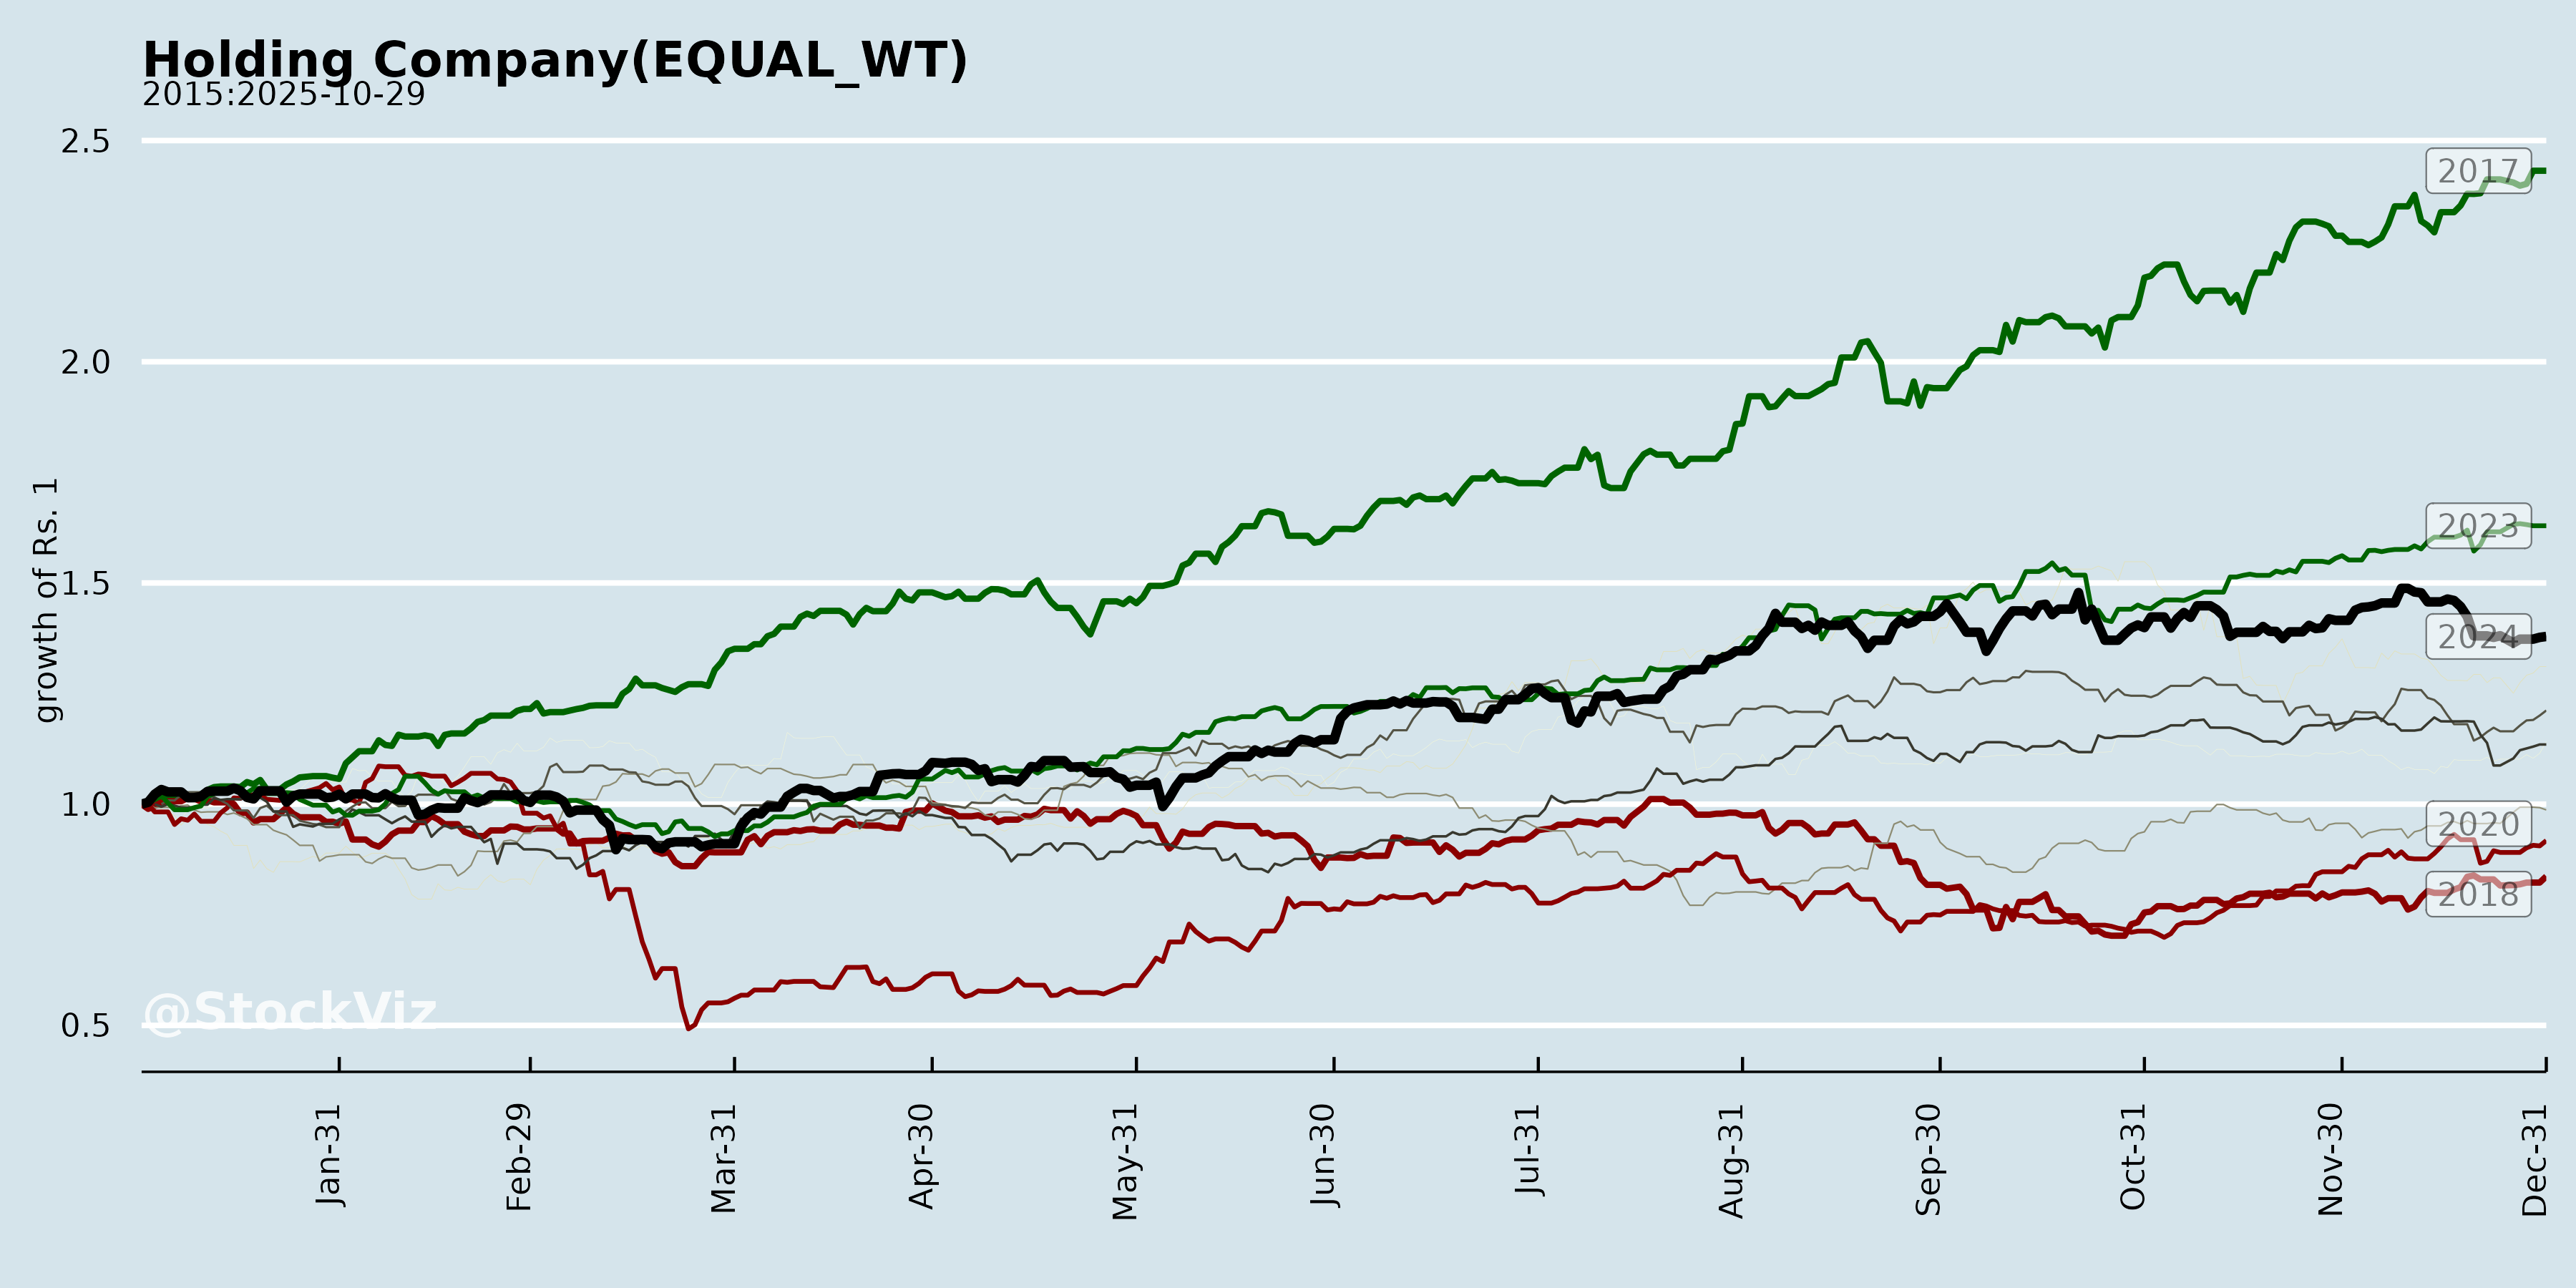 Holding Company(EQUAL_WT)
2015:2025-10-29
growth of Rs. 1
2.5
2.0
1.5
1.0
0.5
2017
2023
2024
2020
2018
@StockViz
Jan-31
Feb-29
Mar-31
Apr-30
May-31
Jun-30
Jul-31
Aug-31
Sep-30
Oct-31
Nov-30
Dec-31